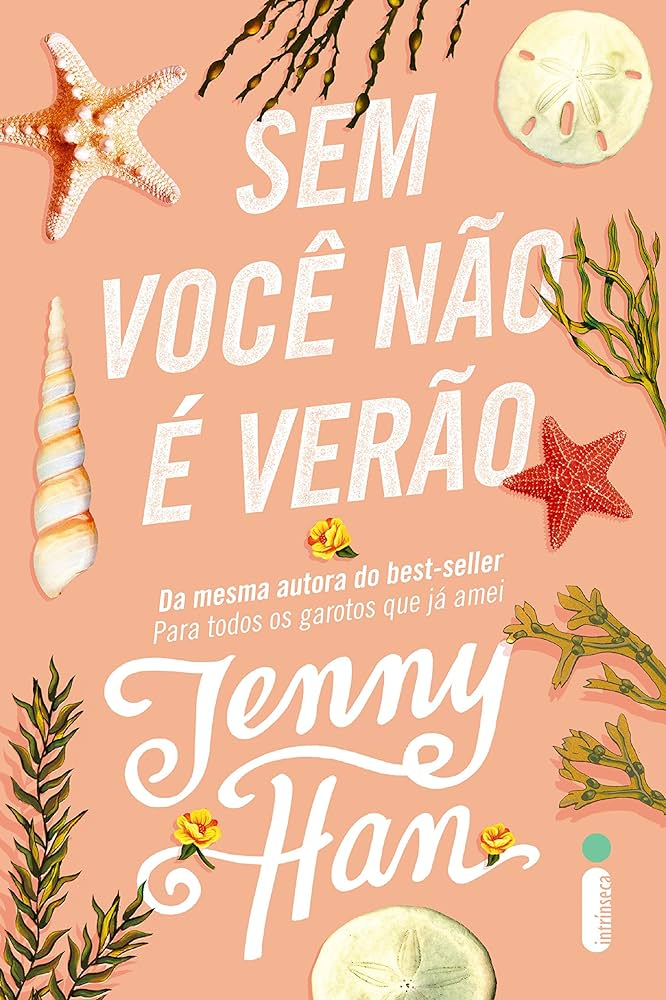 SEM
VOCÊ NÃO
É VERÃO
Da mesma autora do best-seller
Para todos os garotos que já amei
Jenny
Han
intrínseca